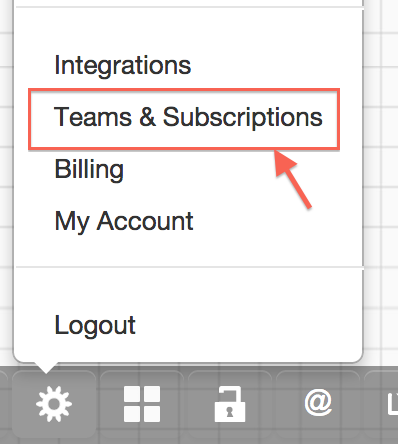 Integrations
Teams & Subscriptions
Billing
My Account
Logout
@